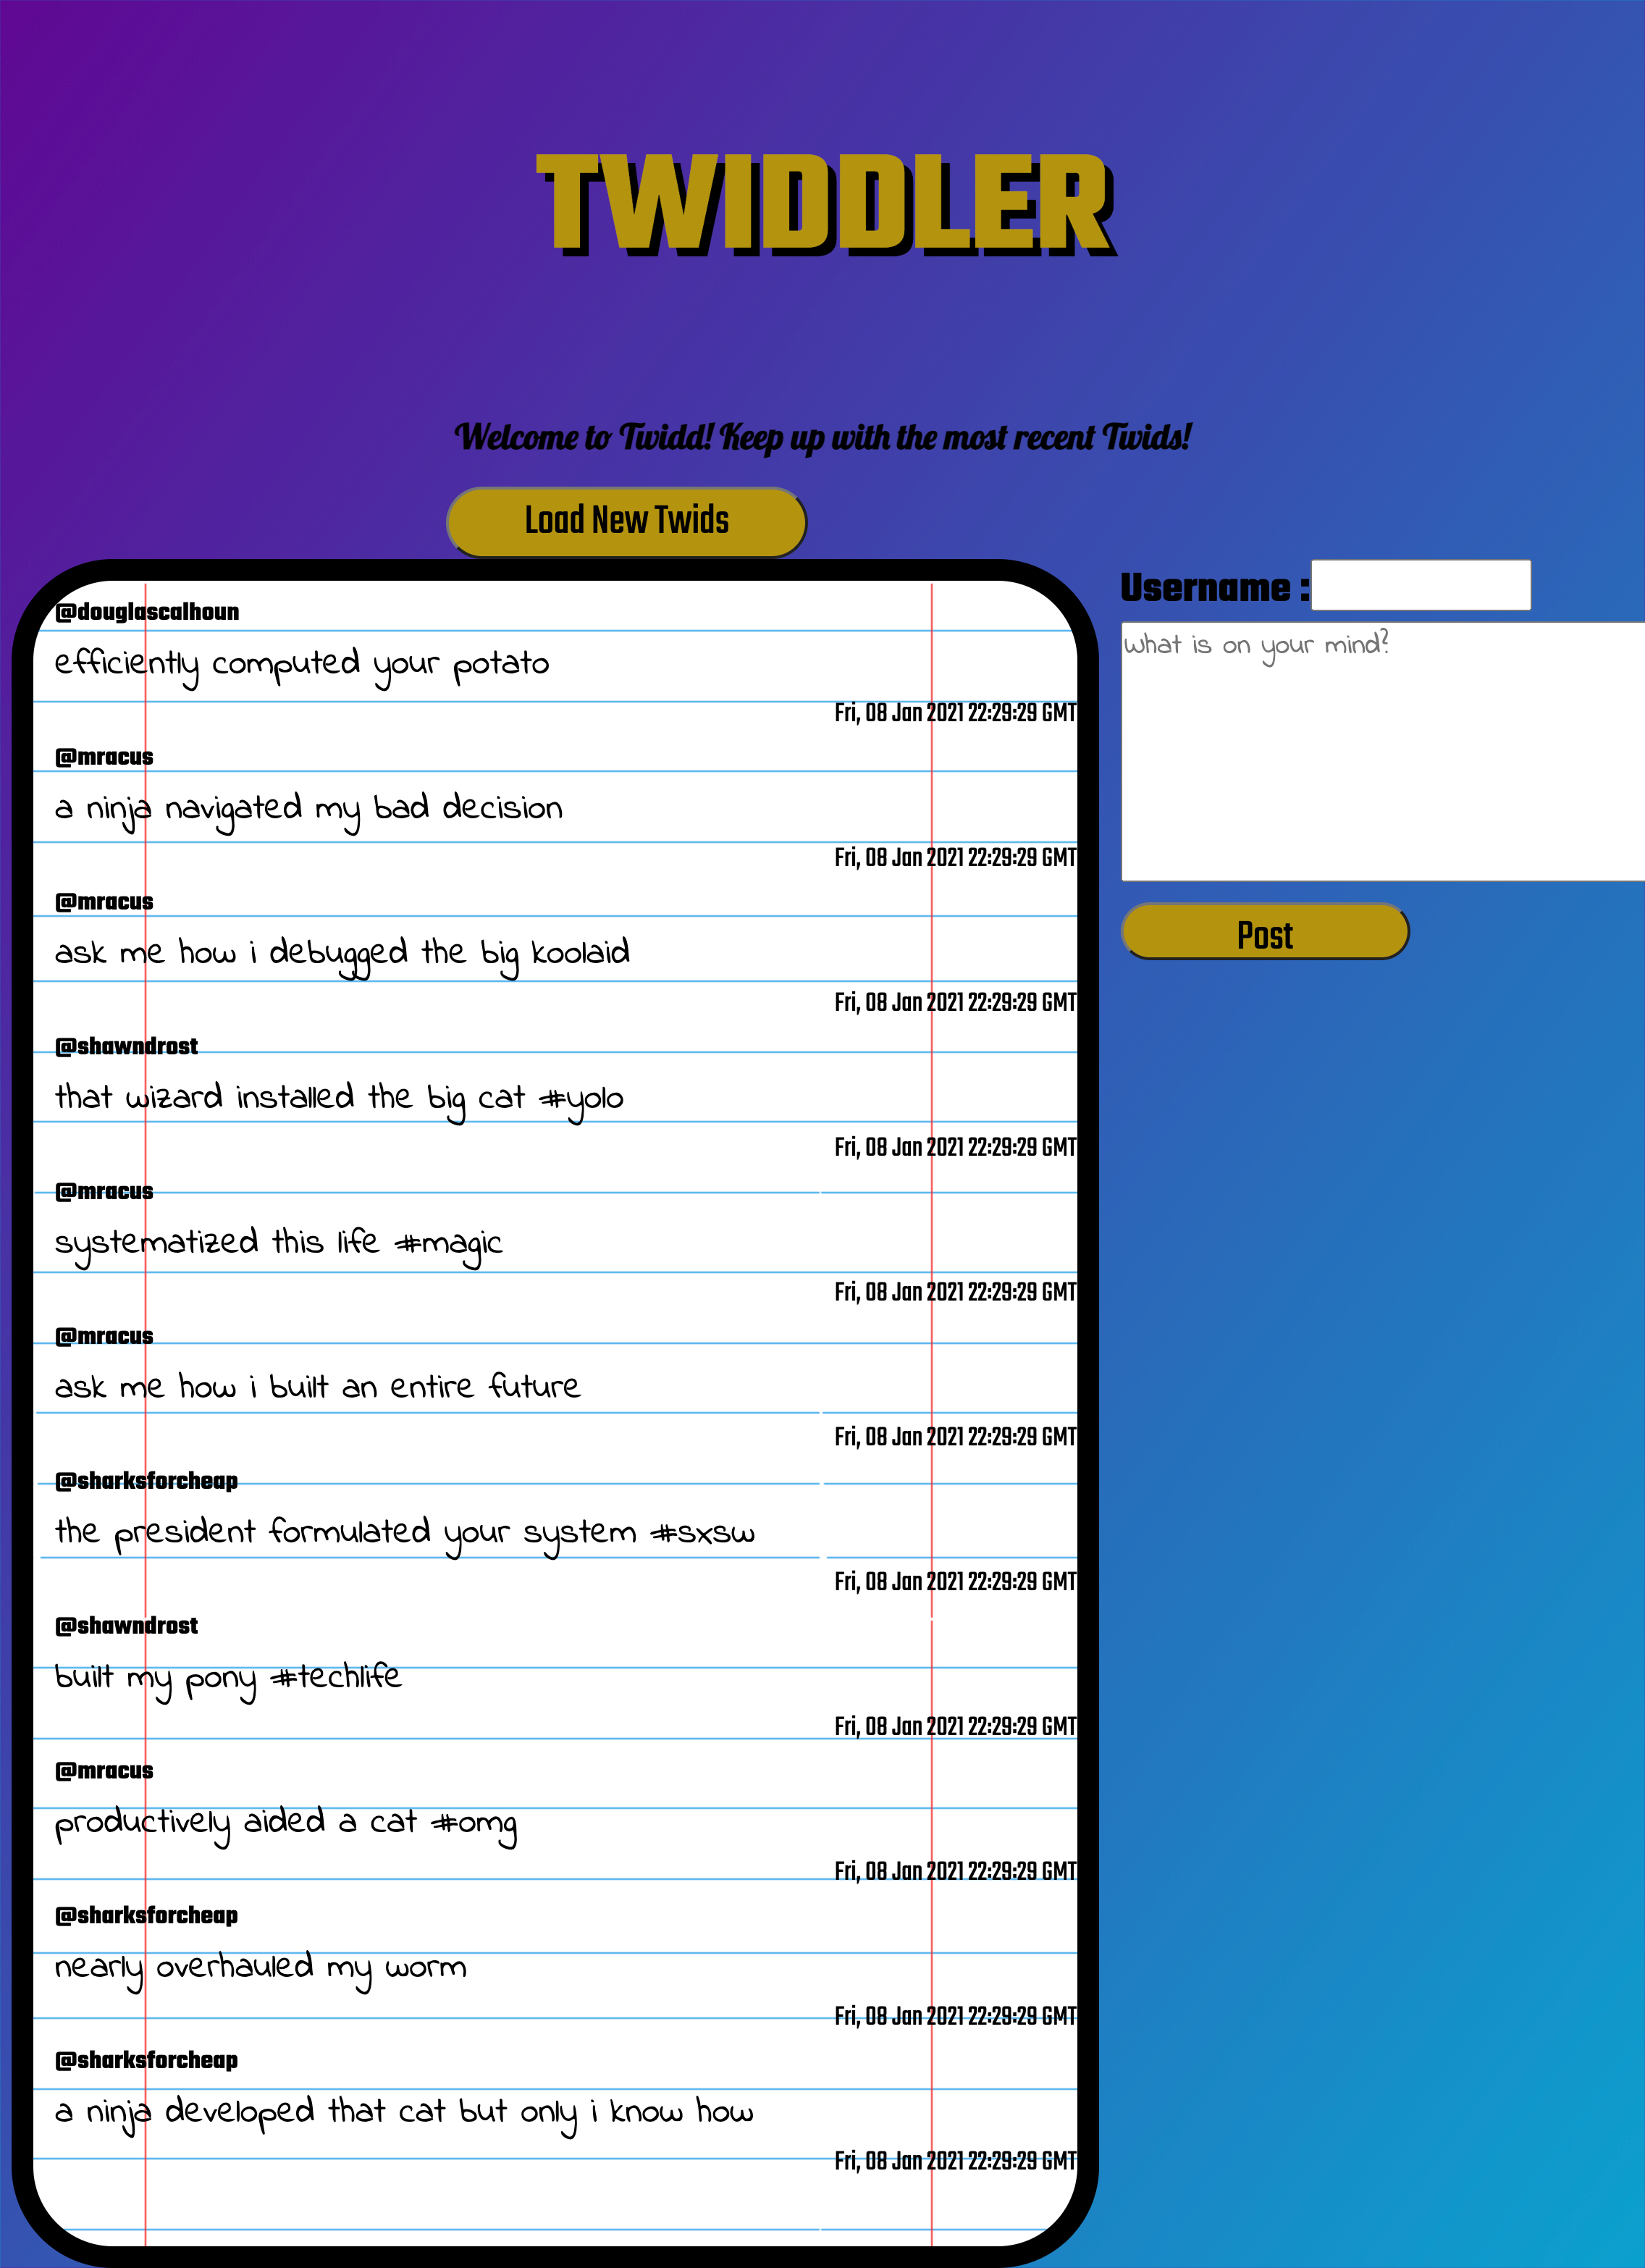 TWIDDLER
Welcome to Twidd! Keep up with the most recent Twids!
Load New Twids
@douglascalhoun
efficiently computed your potato
Fri, 08 Jan 2021 22:29:29 GMT
@mracus
a ninja navigated my bad decision
Fri, 08 Jan 2021 22:29:29 GMT
@mracus
ask me how i debugged the big koolaid
Fri, 08 Jan 2021 22:29:29 GMT
@shawndrost
that wizard installed the big cat #yolo
Fri, 08 Jan 2021 22:29:29 GMT
@mracus
systematized this life #magic
Fri, 08 Jan 2021 22:29:29 GMT
@mracus
ask me how i built an entire future
Fri, 08 Jan 2021 22:29:29 GMT
@sharksforcheap
the president formulated your system #sxsw
Fri, 08 Jan 2021 22:29:29 GMT
@shawndrost
built my pony #techlife
Fri, 08 Jan 2021 22:29:29 GMT
@mracus
productively aided a cat #omg
Fri, 08 Jan 2021 22:29:29 GMT
@sharksforcheap
nearly overhauled my worm
Fri, 08 Jan 2021 22:29:29 GMT
@sharksforcheap
a ninja developed that cat but only i know how
Fri, 08 Jan 2021 22:29:29 GMT
Username :
what is on your mind?
Post